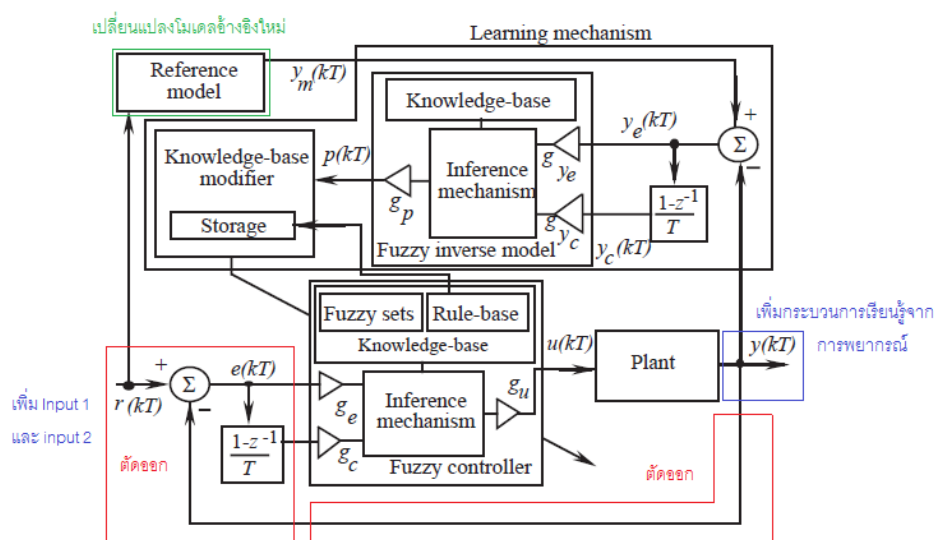 เปลี่ยนแปลงโมเดลอ้างอิงใหม่
Learning mechanism
Reference
model
y_m(kT)
Knowledge-base
y_e(kT)
+
Σ
−
Knowledge-base
modifier
p(kT)
Inference
mechanism
g_{y_e}
g_p
Storage
g_{y_c}
1-z^{-1}
T
Fuzzy inverse model
y_c(kT)
Fuzzy sets
Rule-base
Knowledge-base
เพิ่มกระบวนการเรียนรู้จาก
การพยากรณ์
u(kT)
Plant
y(kT)
เพิ่ม Input 1
และ input 2
+
r(kT)
Σ
−
e(kT)
g_e
Inference
mechanism
g_u
1-z^{-1}
T
g_c
Fuzzy controller
ตัดออก
ตัดออก